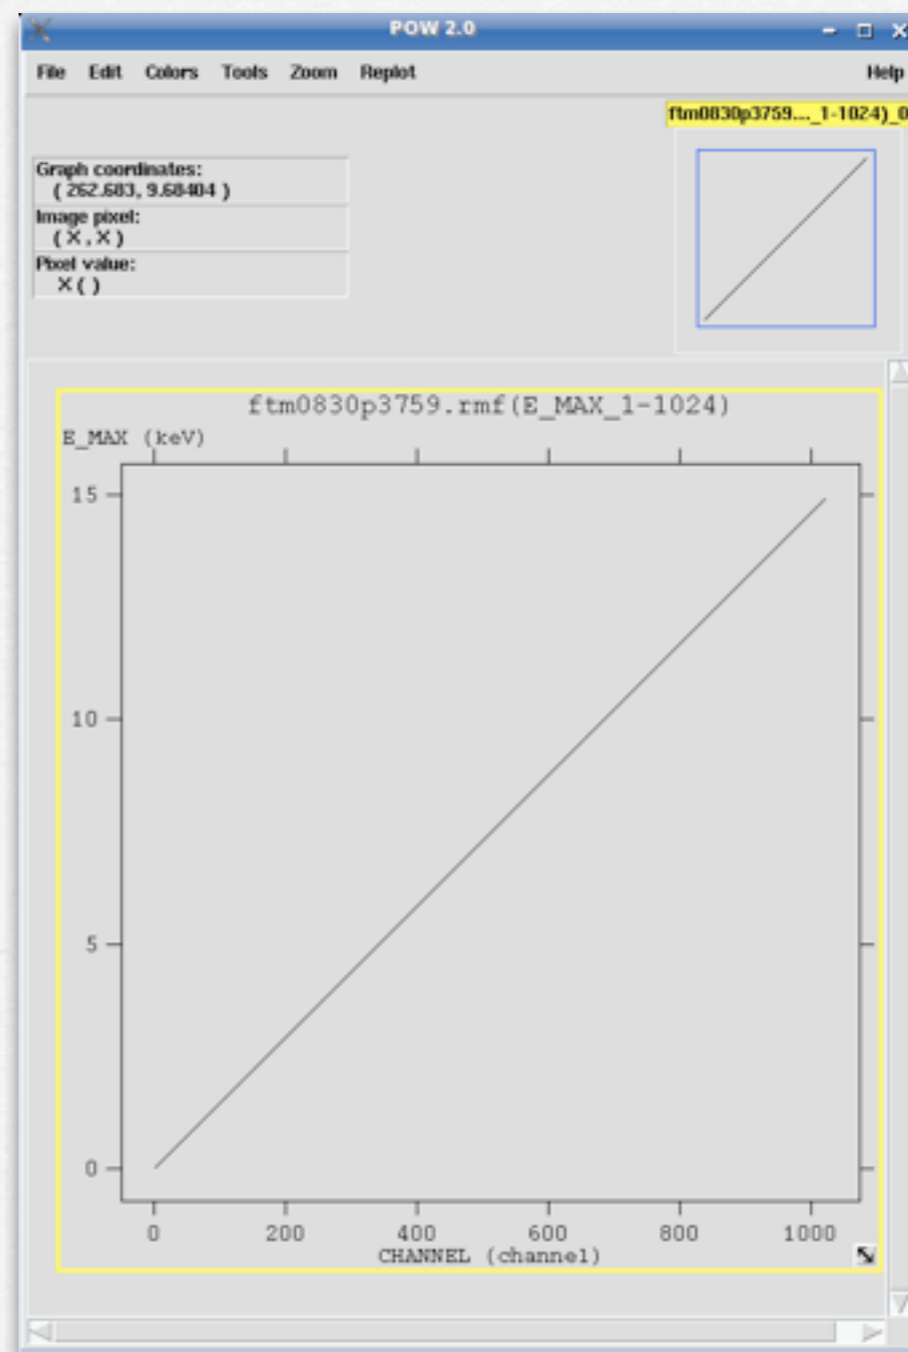 POW 2.0
File Edit Colors Tools Zoom Replot Help
ftm0830p3759..._1-1024)_0
Graph coordinates:
( 262.683, 9.68404 )
Image pixel:
( X , X )
Pixel value:
X ( )
ftm0830p3759.rmf(E_MAX_1-1024)
E_MAX (keV)
15
10
5
0
0 200 400 600 800 1000
CHANNEL (channel)